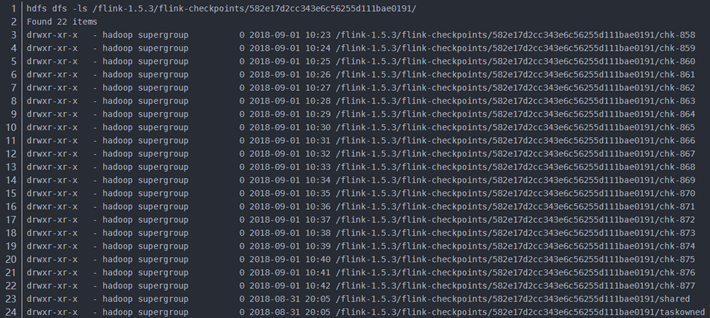 1 hdfs dfs -ls /flink-1.5.3/flink-checkpoints/582e17d2cc343e6c56255d111bae0191/
2 Found 22 items
3 drwxr-xr-x - hadoop supergroup 0 2018-09-01 10:23 /flink-1.5.3/flink-checkpoints/582e17d2cc343e6c56255d111bae0191/chk-858
4 drwxr-xr-x - hadoop supergroup 0 2018-09-01 10:24 /flink-1.5.3/flink-checkpoints/582e17d2cc343e6c56255d111bae0191/chk-859
5 drwxr-xr-x - hadoop supergroup 0 2018-09-01 10:25 /flink-1.5.3/flink-checkpoints/582e17d2cc343e6c56255d111bae0191/chk-860
6 drwxr-xr-x - hadoop supergroup 0 2018-09-01 10:26 /flink-1.5.3/flink-checkpoints/582e17d2cc343e6c56255d111bae0191/chk-861
7 drwxr-xr-x - hadoop supergroup 0 2018-09-01 10:27 /flink-1.5.3/flink-checkpoints/582e17d2cc343e6c56255d111bae0191/chk-862
8 drwxr-xr-x - hadoop supergroup 0 2018-09-01 10:28 /flink-1.5.3/flink-checkpoints/582e17d2cc343e6c56255d111bae0191/chk-863
9 drwxr-xr-x - hadoop supergroup 0 2018-09-01 10:29 /flink-1.5.3/flink-checkpoints/582e17d2cc343e6c56255d111bae0191/chk-864
10 drwxr-xr-x - hadoop supergroup 0 2018-09-01 10:30 /flink-1.5.3/flink-checkpoints/582e17d2cc343e6c56255d111bae0191/chk-865
11 drwxr-xr-x - hadoop supergroup 0 2018-09-01 10:31 /flink-1.5.3/flink-checkpoints/582e17d2cc343e6c56255d111bae0191/chk-866
12 drwxr-xr-x - hadoop supergroup 0 2018-09-01 10:32 /flink-1.5.3/flink-checkpoints/582e17d2cc343e6c56255d111bae0191/chk-867
13 drwxr-xr-x - hadoop supergroup 0 2018-09-01 10:33 /flink-1.5.3/flink-checkpoints/582e17d2cc343e6c56255d111bae0191/chk-868
14 drwxr-xr-x - hadoop supergroup 0 2018-09-01 10:34 /flink-1.5.3/flink-checkpoints/582e17d2cc343e6c56255d111bae0191/chk-869
15 drwxr-xr-x - hadoop supergroup 0 2018-09-01 10:35 /flink-1.5.3/flink-checkpoints/582e17d2cc343e6c56255d111bae0191/chk-870
16 drwxr-xr-x - hadoop supergroup 0 2018-09-01 10:36 /flink-1.5.3/flink-checkpoints/582e17d2cc343e6c56255d111bae0191/chk-871
17 drwxr-xr-x - hadoop supergroup 0 2018-09-01 10:37 /flink-1.5.3/flink-checkpoints/582e17d2cc343e6c56255d111bae0191/chk-872
18 drwxr-xr-x - hadoop supergroup 0 2018-09-01 10:38 /flink-1.5.3/flink-checkpoints/582e17d2cc343e6c56255d111bae0191/chk-873
19 drwxr-xr-x - hadoop supergroup 0 2018-09-01 10:39 /flink-1.5.3/flink-checkpoints/582e17d2cc343e6c56255d111bae0191/chk-874
20 drwxr-xr-x - hadoop supergroup 0 2018-09-01 10:40 /flink-1.5.3/flink-checkpoints/582e17d2cc343e6c56255d111bae0191/chk-875
21 drwxr-xr-x - hadoop supergroup 0 2018-09-01 10:41 /flink-1.5.3/flink-checkpoints/582e17d2cc343e6c56255d111bae0191/chk-876
22 drwxr-xr-x - hadoop supergroup 0 2018-09-01 10:42 /flink-1.5.3/flink-checkpoints/582e17d2cc343e6c56255d111bae0191/chk-877
23 drwxr-xr-x - hadoop supergroup 0 2018-08-31 20:05 /flink-1.5.3/flink-checkpoints/582e17d2cc343e6c56255d111bae0191/shared
24 drwxr-xr-x - hadoop supergroup 0 2018-08-31 20:05 /flink-1.5.3/flink-checkpoints/582e17d2cc343e6c56255d111bae0191/taskowned